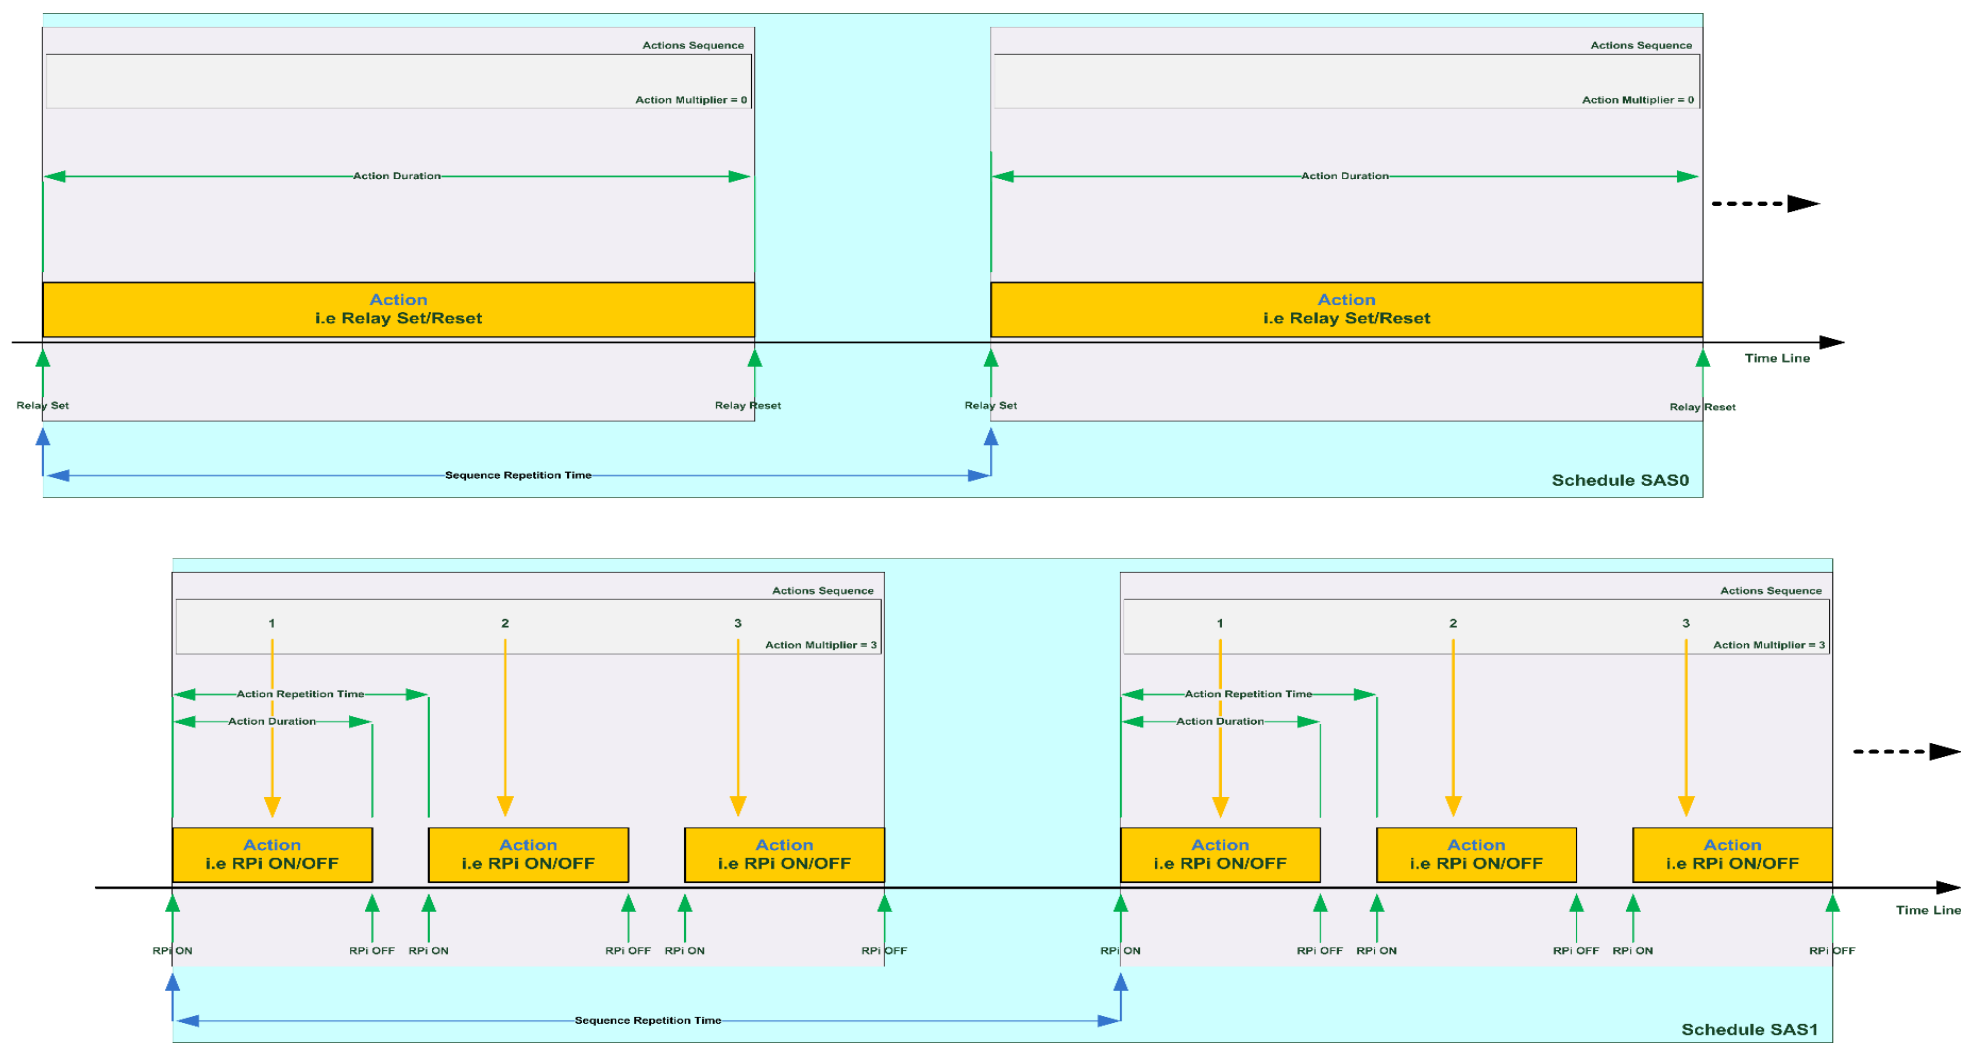 Actions Sequence
Actions Sequence
Action Multiplier = 0
Action Multiplier = 0
Action Duration
Action Duration
Action
i.e Relay Set/Reset
Action
i.e Relay Set/Reset
Time Line
Relay Set
Relay Reset
Relay Set
Relay Reset
Sequence Repetition Time
Schedule SAS0
Actions Sequence
Actions Sequence
1
2
3
1
2
3
Action Multiplier = 3
Action Multiplier = 3
Action Repetition Time
Action Repetition Time
Action Duration
Action Duration
Action
i.e RPi ON/OFF
Action
i.e RPi ON/OFF
Action
i.e RPi ON/OFF
Action
i.e RPi ON/OFF
Action
i.e RPi ON/OFF
Action
i.e RPi ON/OFF
Time Line
RPi ON
RPi OFF
RPi ON
RPi OFF
RPi ON
RPi OFF
RPi ON
RPi OFF
RPi ON
RPi OFF
RPi ON
RPi OFF
Sequence Repetition Time
Schedule SAS1